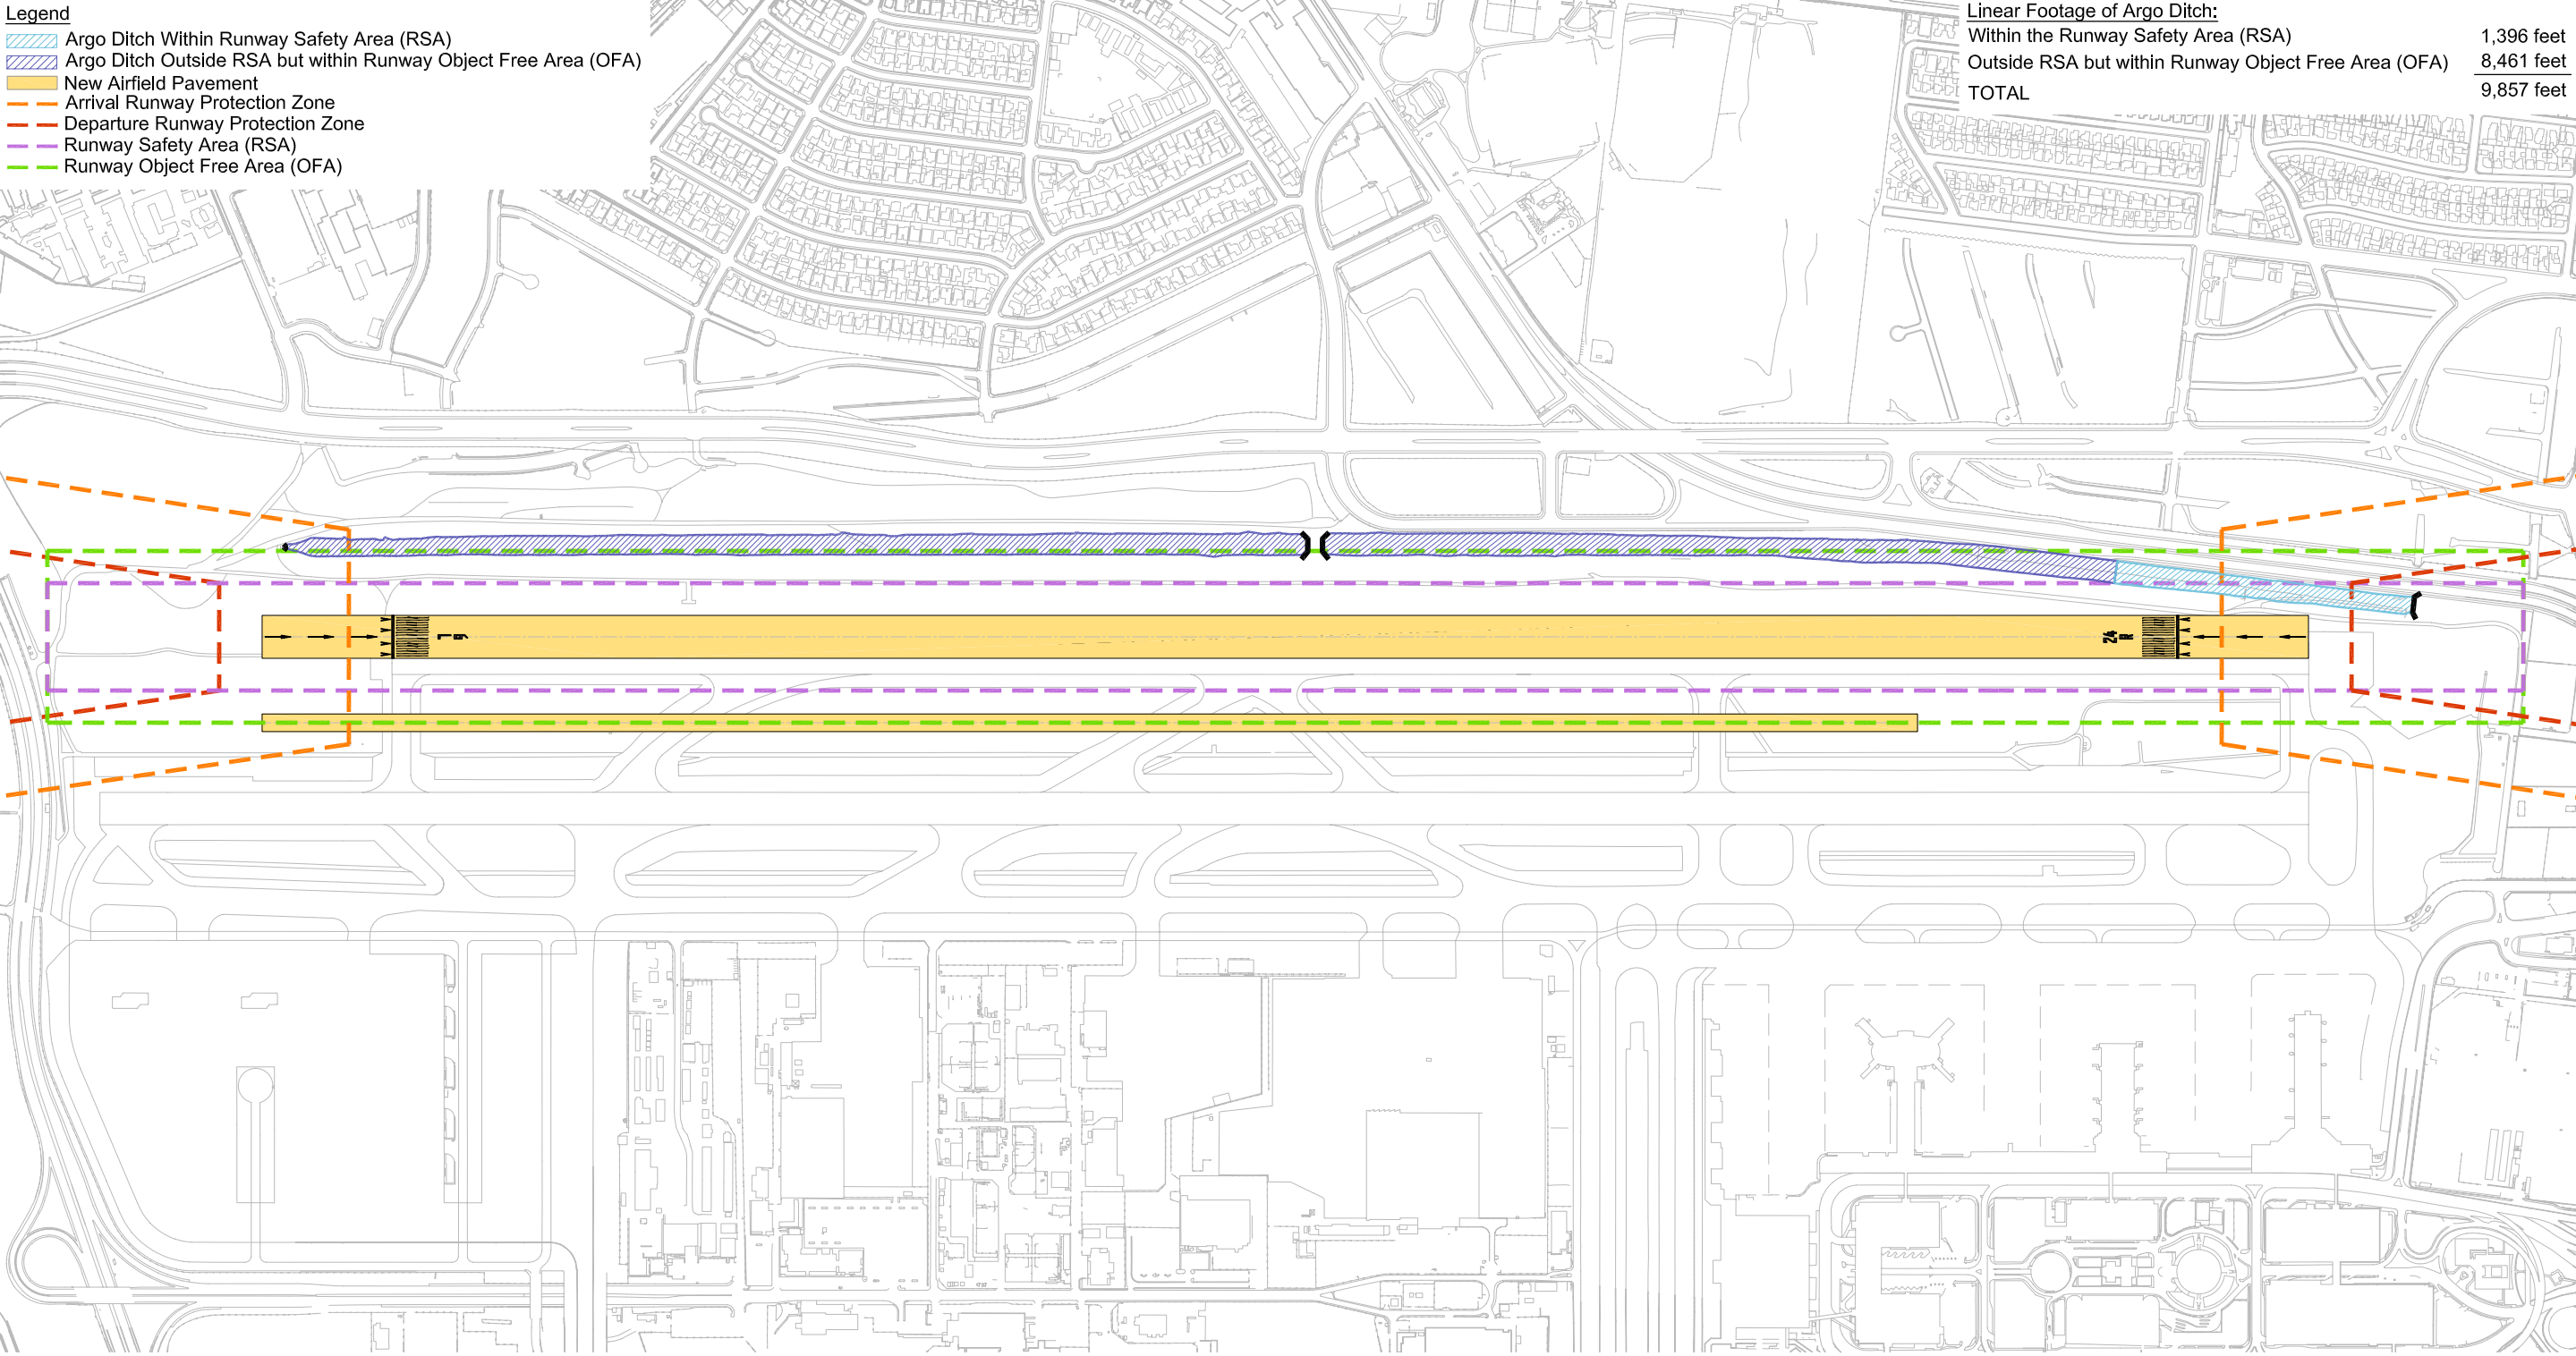 Legend
Argo Ditch Within Runway Safety Area (RSA)
Argo Ditch Outside RSA but within Runway Object Free Area (OFA)
New Airfield Pavement
Arrival Runway Protection Zone
Departure Runway Protection Zone
Runway Safety Area (RSA)
Runway Object Free Area (OFA)
Linear Footage of Argo Ditch:
Within the Runway Safety Area (RSA) 1,396 feet
Outside RSA but within Runway Object Free Area (OFA) 8,461 feet
TOTAL 9,857 feet
24